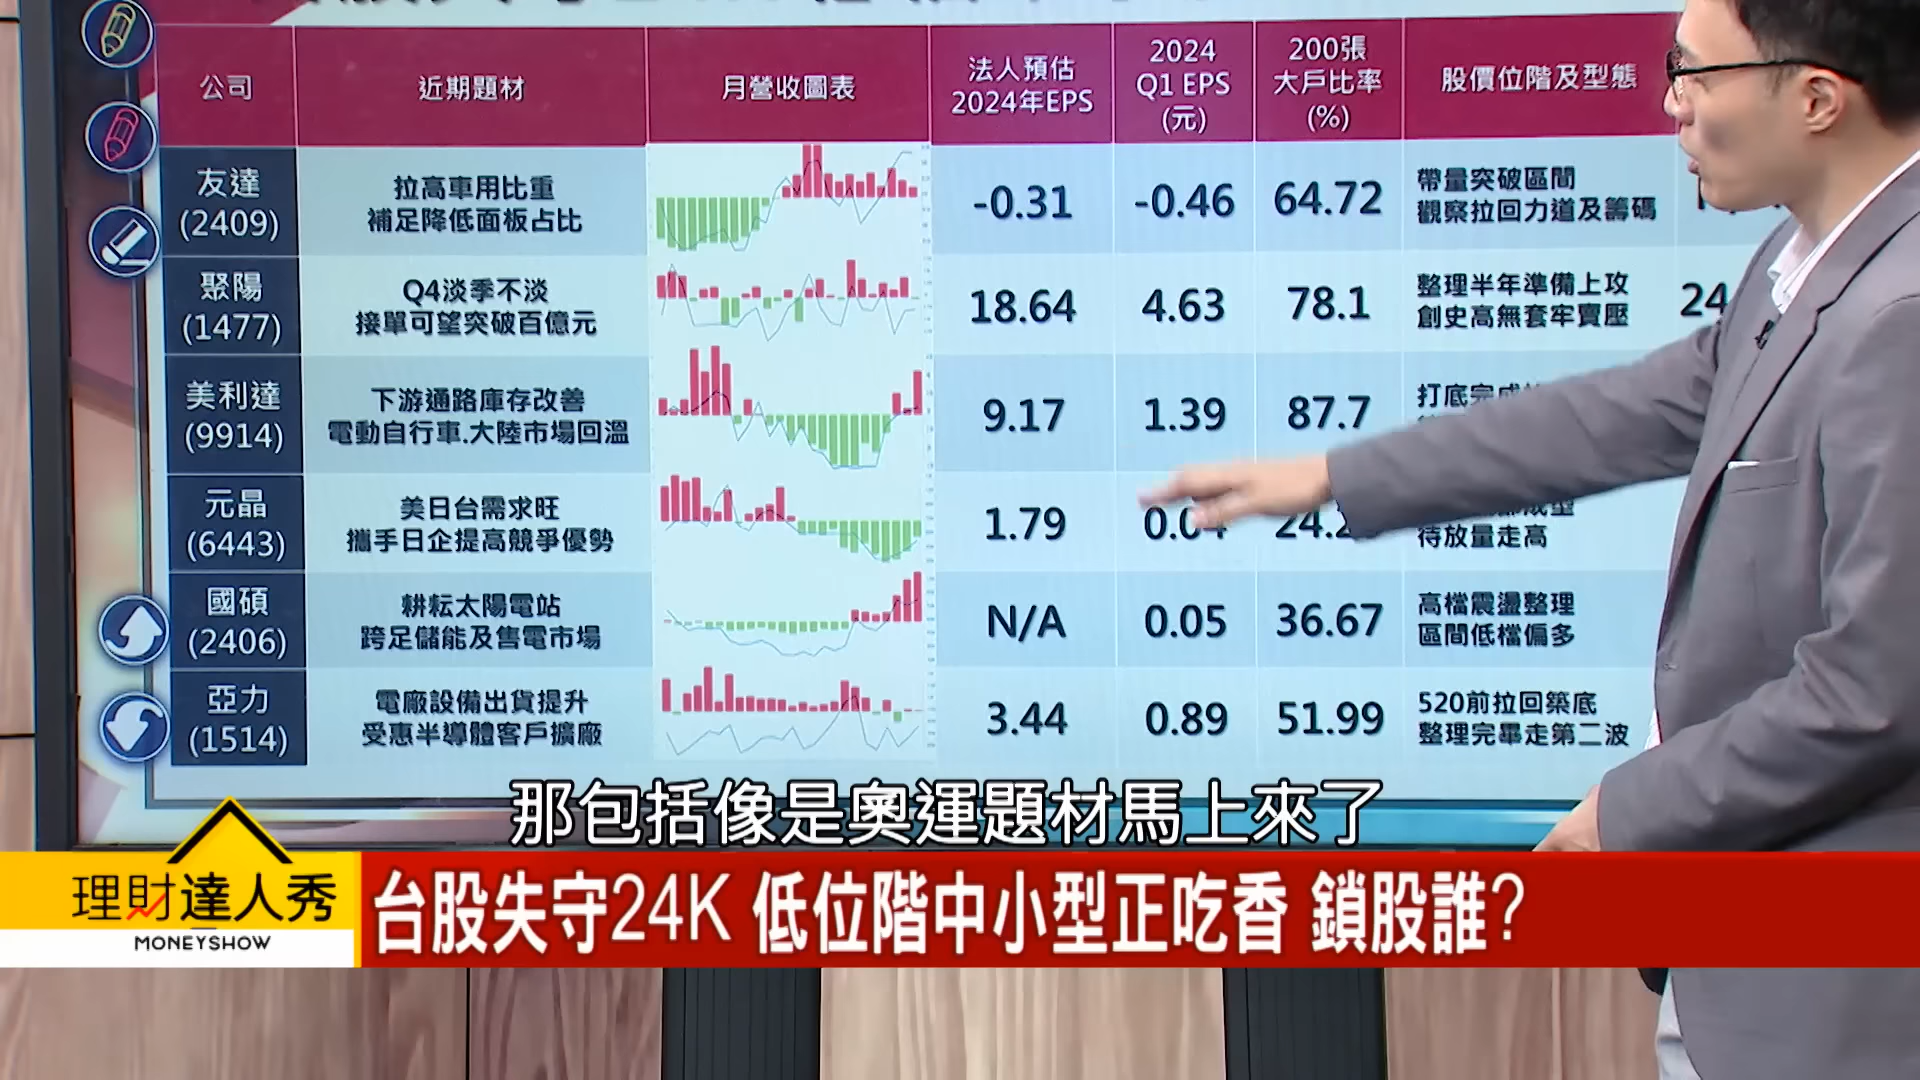 公司
近期題材
月營收圖表
法人預估
2024年EPS
2024
Q1 EPS
(元)
200張
大戶比率
(%)
股價位階及型態
友達
(2409)
拉高車用比重
補足降低面板占比
-0.31
-0.46
64.72
帶量突破區間
觀察拉回力道及籌碼
聚陽
(1477)
Q4淡季不淡
接單可望突破百億元
18.64
4.63
78.1
整理半年準備上攻
創史高無套牢賣壓
24
美利達
(9914)
下游通路庫存改善
電動自行車.大陸市場回溫
9.17
1.39
87.7
打底完成
元晶
(6443)
美日台需求旺
攜手日企提高競爭優勢
1.79
0.04
24.2
待放量走高
國碩
(2406)
耕耘太陽電站
跨足儲能及售電市場
N/A
0.05
36.67
高檔震盪整理
區間低檔偏多
亞力
(1514)
電廠設備出貨提升
受惠半導體客戶擴廠
3.44
0.89
51.99
520前拉回築底
整理完畢走第二波
那包括像是奧運題材馬上來了
理財達人秀
MONEYSHOW
台股失守24K 低位階中小型正吃香 鎖股誰?